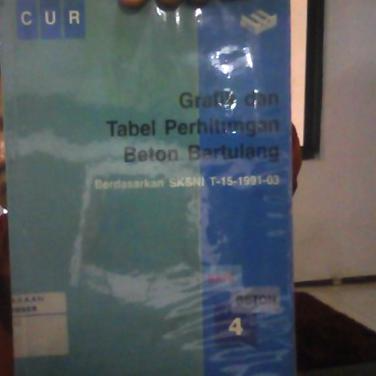 CUR
Grafik dan
Tabel Perhitungan
Beton Bertulang
Berdasarkan SKSNI T-15-1991-03
BETON
4